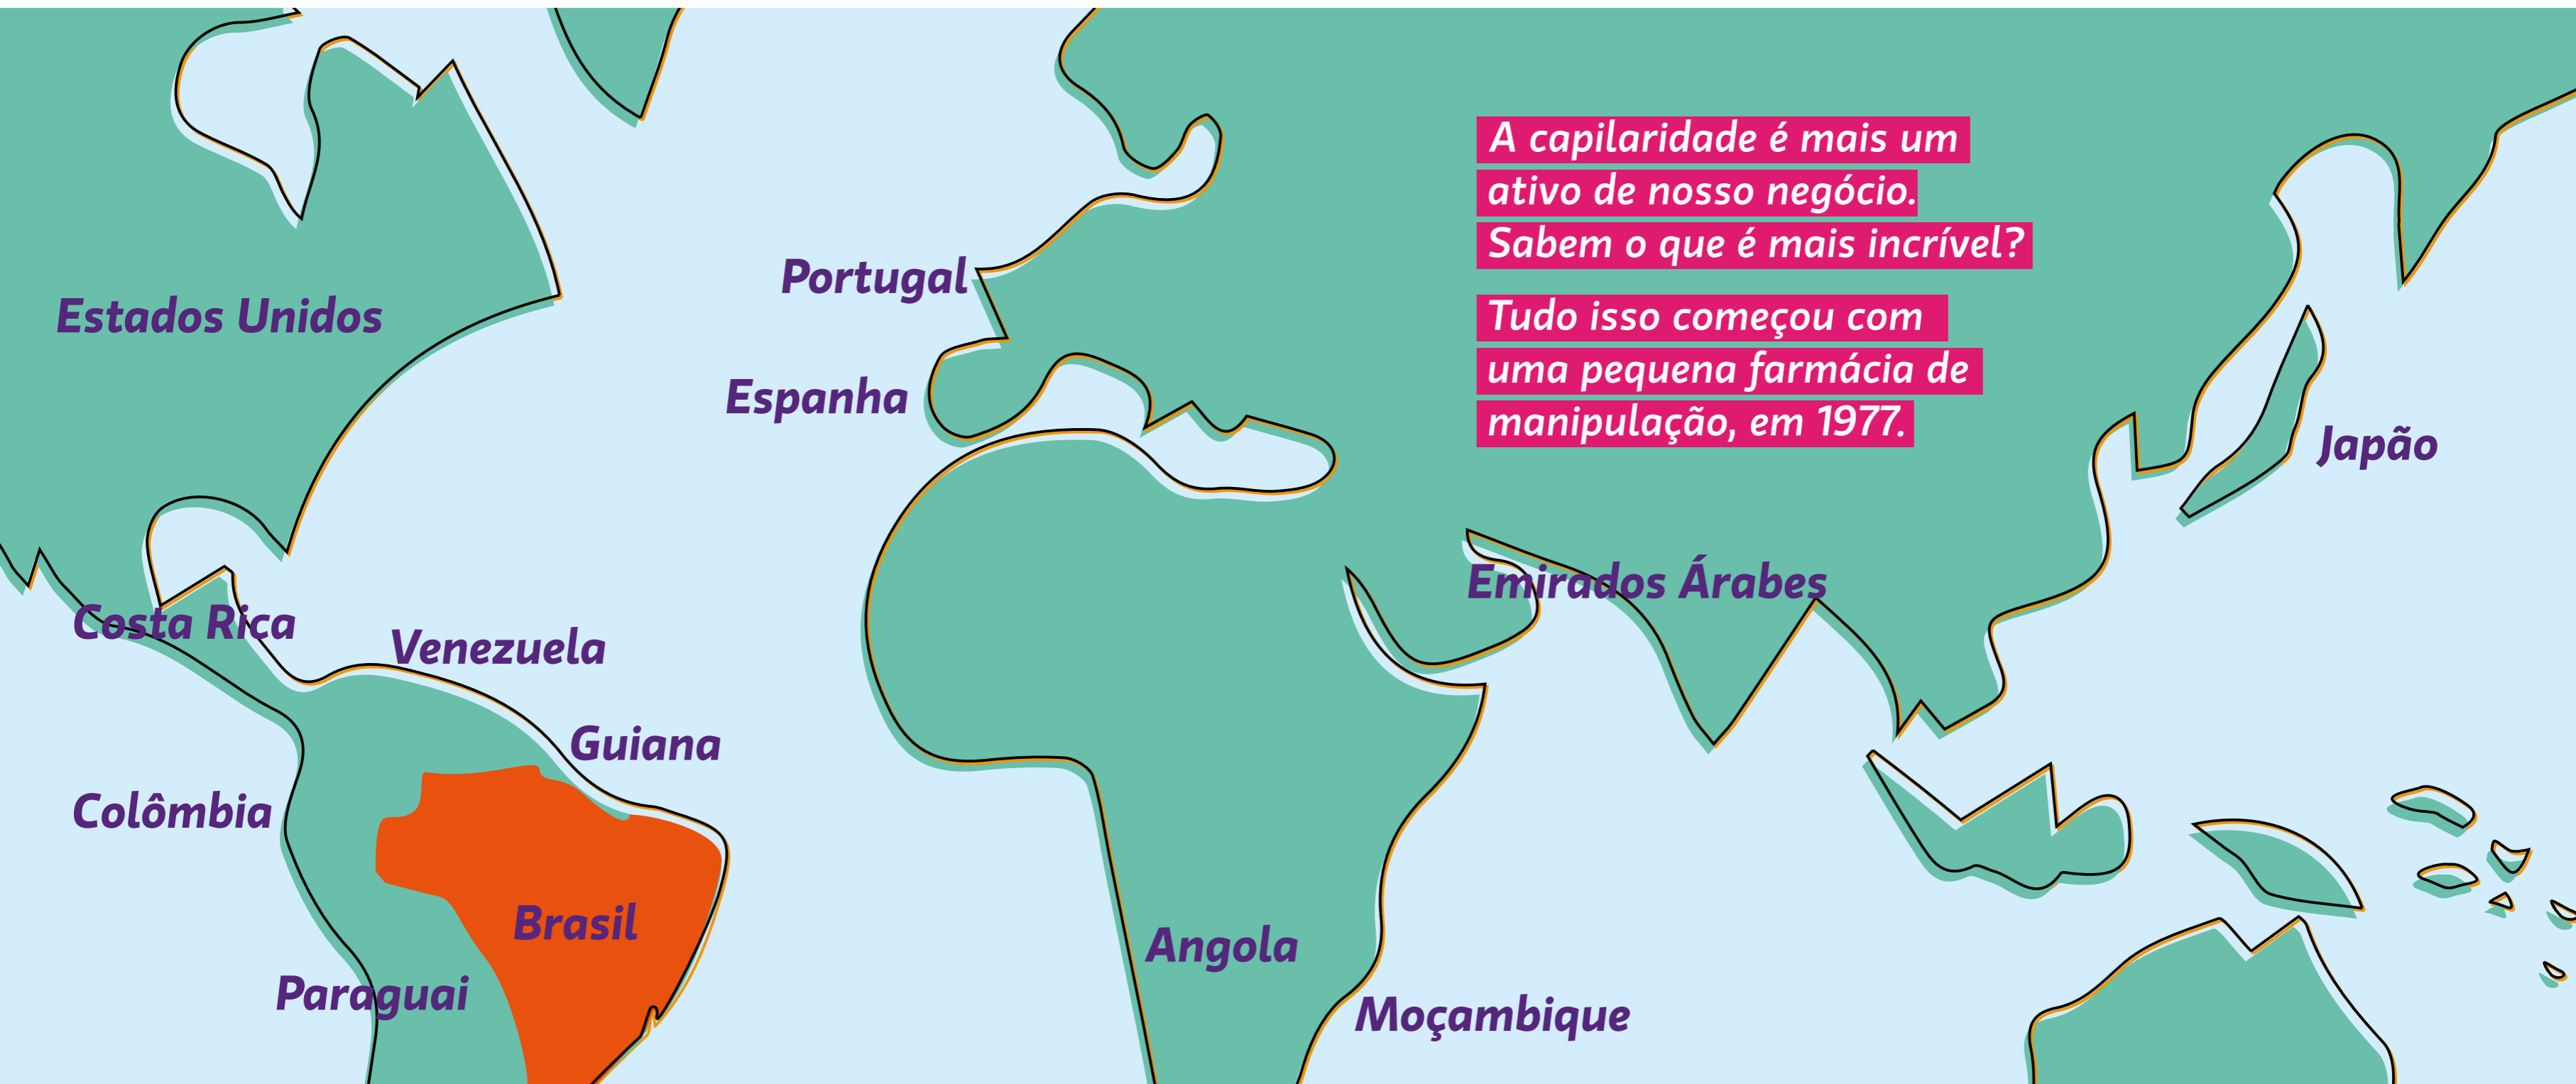 A capilaridade é mais um
ativo de nosso negócio.
Sabem o que é mais incrível?
Tudo isso começou com
uma pequena farmácia de
manipulação, em 1977.
Portugal
Estados Unidos
Espanha
Japão
Emirados Árabes
Costa Rica
Venezuela
Guiana
Colômbia
Brasil
Angola
Paraguai
Moçambique